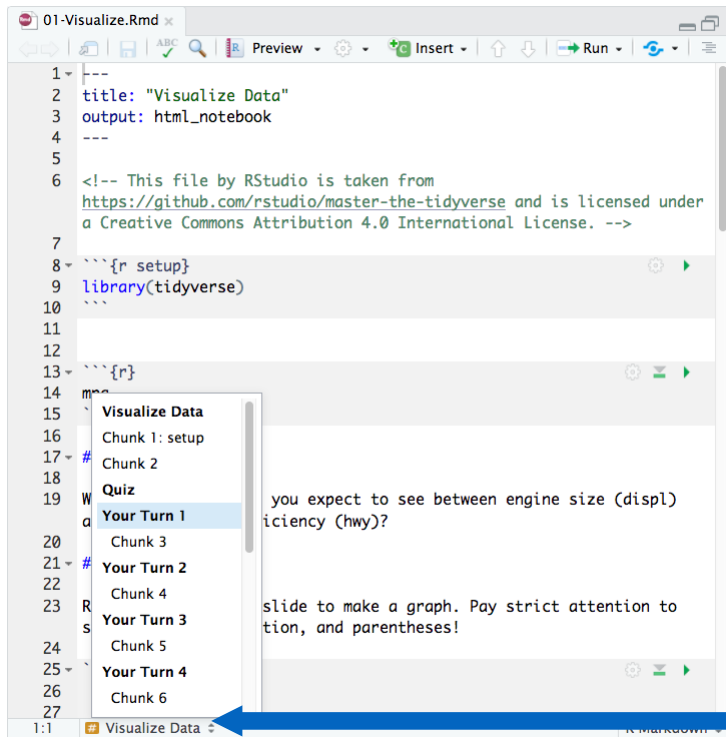 01-Visualize.Rmd ×
ABC Preview Insert Run
1 ---
2 title: "Visualize Data"
3 output: html_notebook
4 ---
5
6 <!-- This file by RStudio is taken from
https://github.com/rstudio/master-the-tidyverse and is licensed under
a Creative Commons Attribution 4.0 International License. -->
7
8 ```{r setup}
9 library(tidyverse)
10 ```
11
12
13 ```{r}
14
15 `
16
17 #
18
19 W you expect to see between engine size (displ)
a iciency (hwy)?
20
21 #
22
23 R slide to make a graph. Pay strict attention to
s tion, and parentheses!
24
25 `
26
27
Visualize Data
Chunk 1: setup
Chunk 2
Quiz
Your Turn 1
Chunk 3
Your Turn 2
Chunk 4
Your Turn 3
Chunk 5
Your Turn 4
Chunk 6
1:1 # Visualize Data